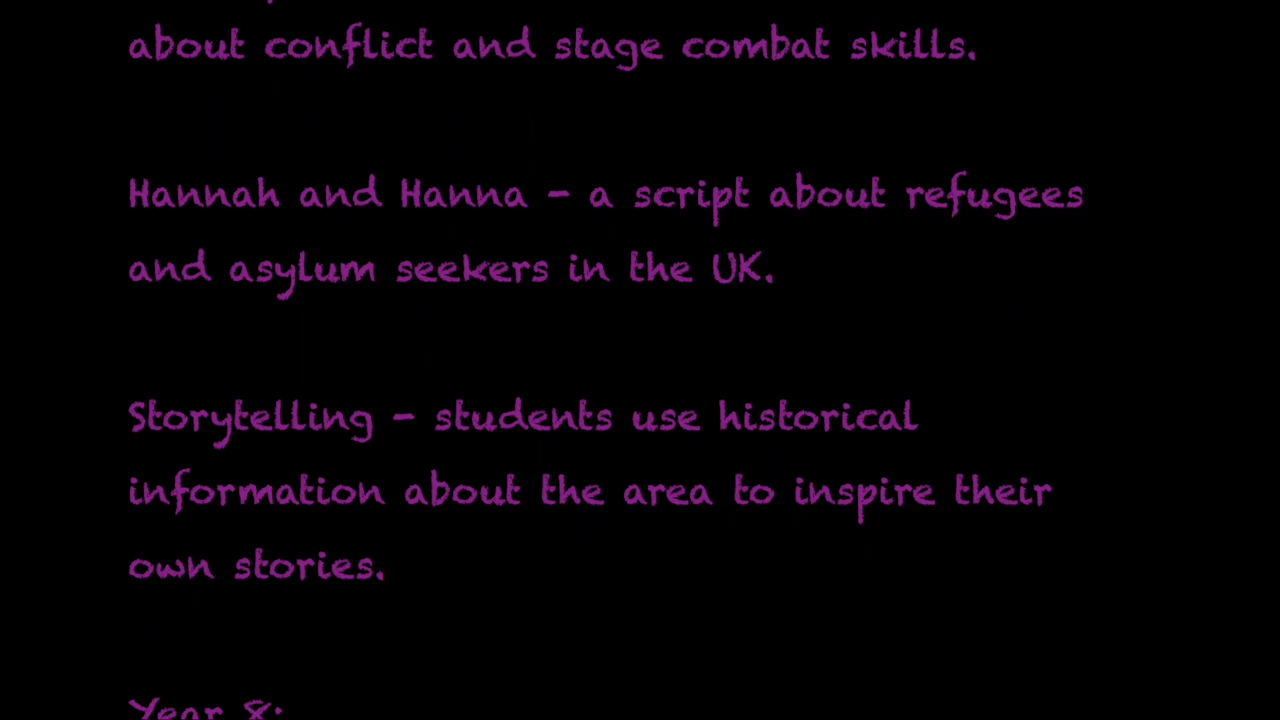 about conflict and stage combat skills.
Hannah and Hanna - a script about refugees
and asylum seekers in the UK.
Storytelling - students use historical
information about the area to inspire their
own stories.
Year 8: